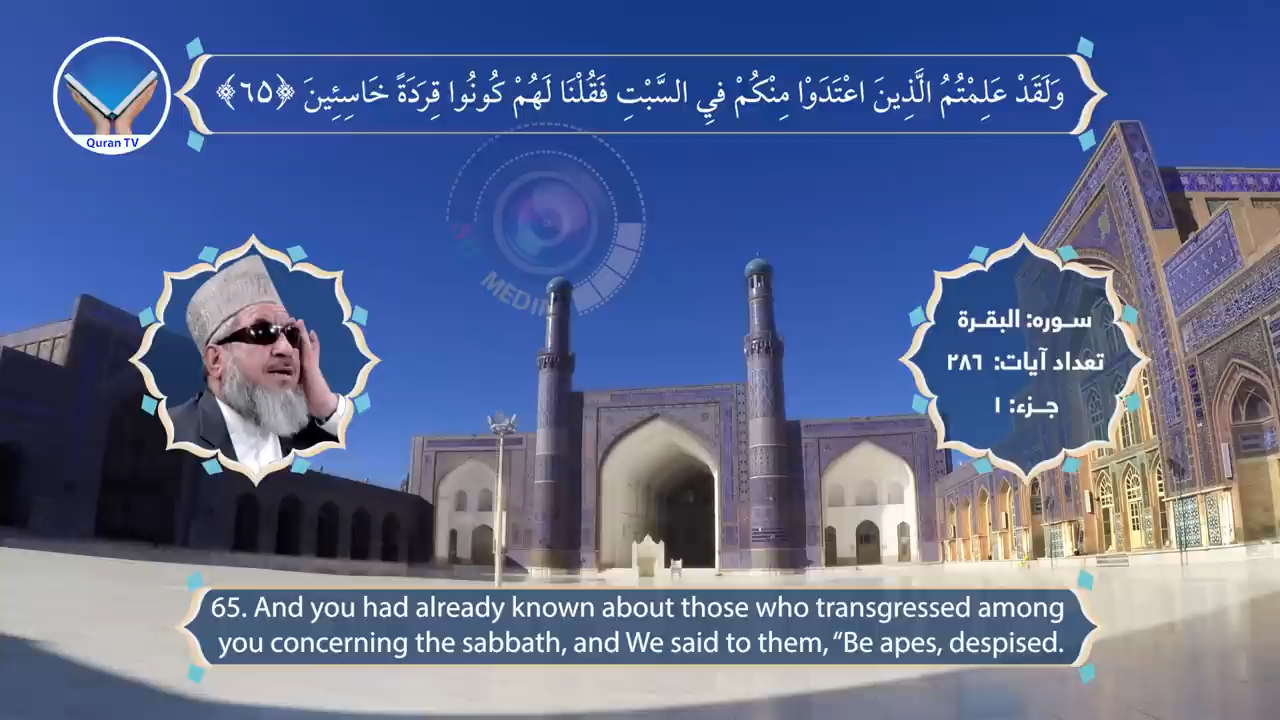 وَلَقَدْ عَلِمْتُمُ الَّذِينَ اعْتَدَوْا مِنْكُمْ فِي السَّبْتِ فَقُلْنَا لَهُمْ كُونُوا قِرَدَةً خَاسِئِينَ ﴿٦٥﴾
Quran TV
سوره: البقرة
تعداد آیات: ٢٨٦
جزء: ١
65. And you had already known about those who transgressed among
you concerning the sabbath, and We said to them, “Be apes, despised.